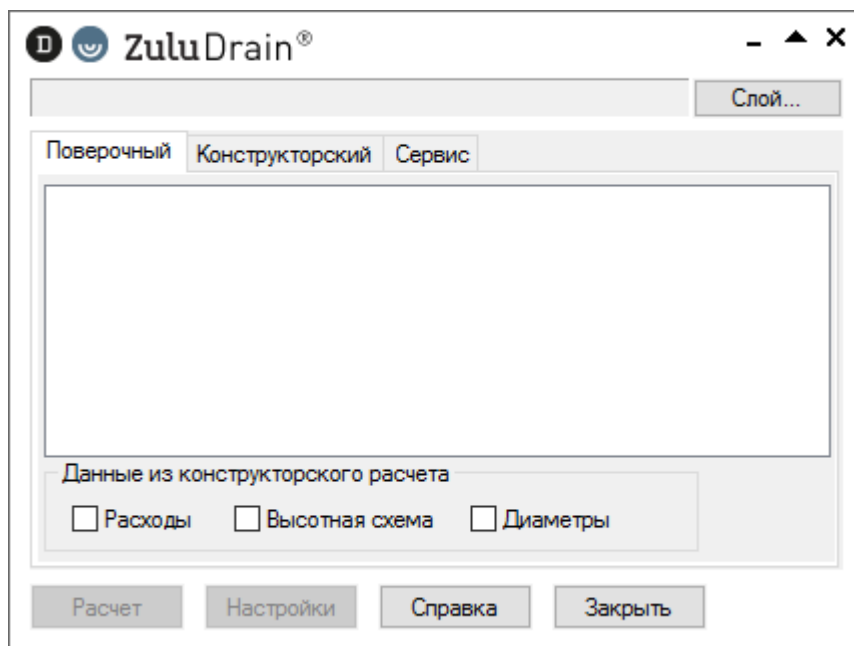 D ZuluDrain®
Слой...
Поверочный Конструкторский Сервис
Данные из конструкторского расчета
Расходы Высотная схема Диаметры
Расчет Настройки Справка Закрыть